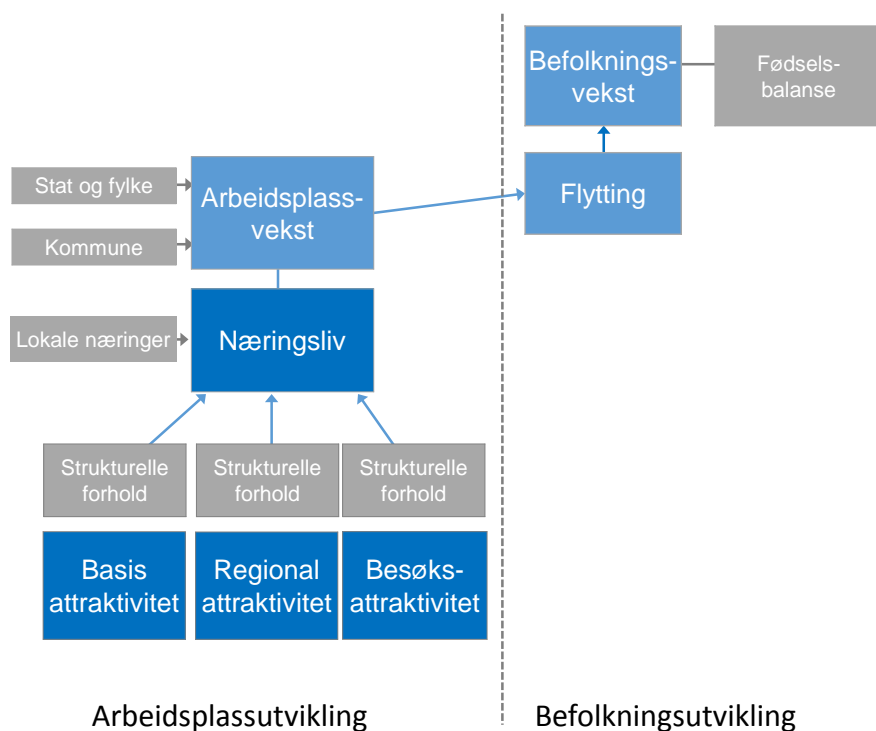 Befolknings-
vekst
Fødsels-
balanse
Stat og fylke
Arbeidsplass-
vekst
Flytting
Kommune
Lokale næringer
Næringsliv
Strukturelle
forhold
Strukturelle
forhold
Strukturelle
forhold
Basis
attraktivitet
Regional
attraktivitet
Besøks-
attraktivitet
Arbeidsplassutvikling
Befolkningsutvikling